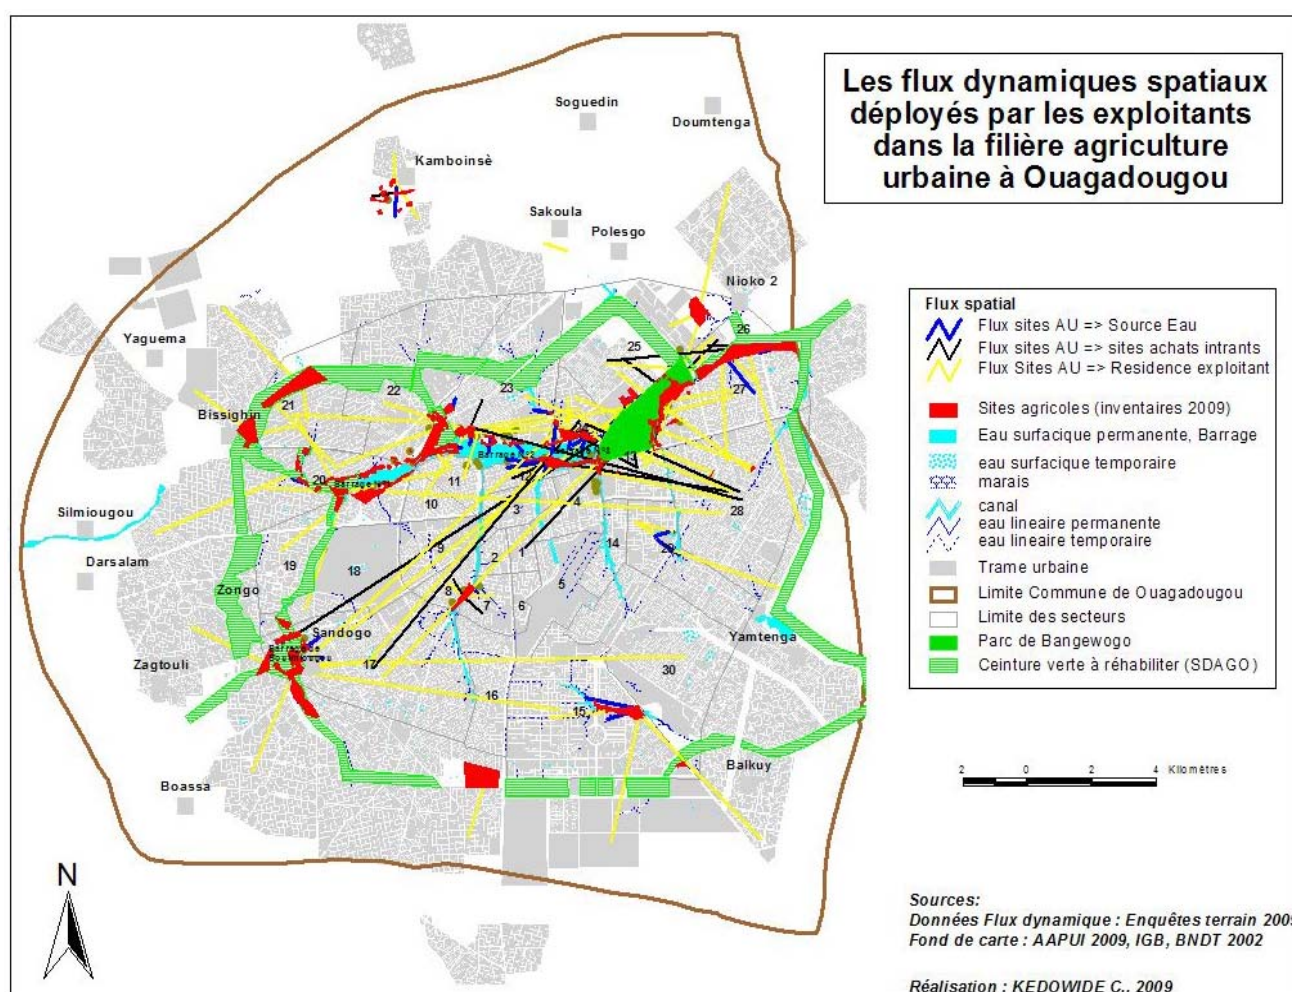 Les flux dynamiques spatiaux
déployés par les exploitants
dans la filière agriculture
urbaine à Ouagadougou
Soguedin
Doumtenga
Kamboinsè
Sakoula
Polesgo
Nioko 2
Yaguema
Bissighin
Silmiougou
Darsalam
Zongo
Sandogo
Zagtouli
Boassa
Yamtenga
Balkuy
26
25
27
23
22
21
20
11
10
12
3
4
28
14
9
2
1
18
19
5
8
7
6
17
16
15
30
29
Barrage N°2
Barrage de
N
Flux spatial
Flux sites AU => Source Eau
Flux sites AU => sites achats intrants
Flux Sites AU => Residence exploitant
Sites agricoles (inventaires 2009)
Eau surfacique permanente, Barrage
eau surfacique temporaire
marais
canal
eau lineaire permanente
eau lineaire temporaire
Trame urbaine
Limite Commune de Ouagadougou
Limite des secteurs
Parc de Bangewogo
Ceinture verte à réhabiliter (SDAGO)
2 0 2 4 Kilomètres
Sources:
Données Flux dynamique : Enquêtes terrain 2009
Fond de carte : AAPUI 2009, IGB, BNDT 2002
Réalisation : KEDOWIDE C., 2009